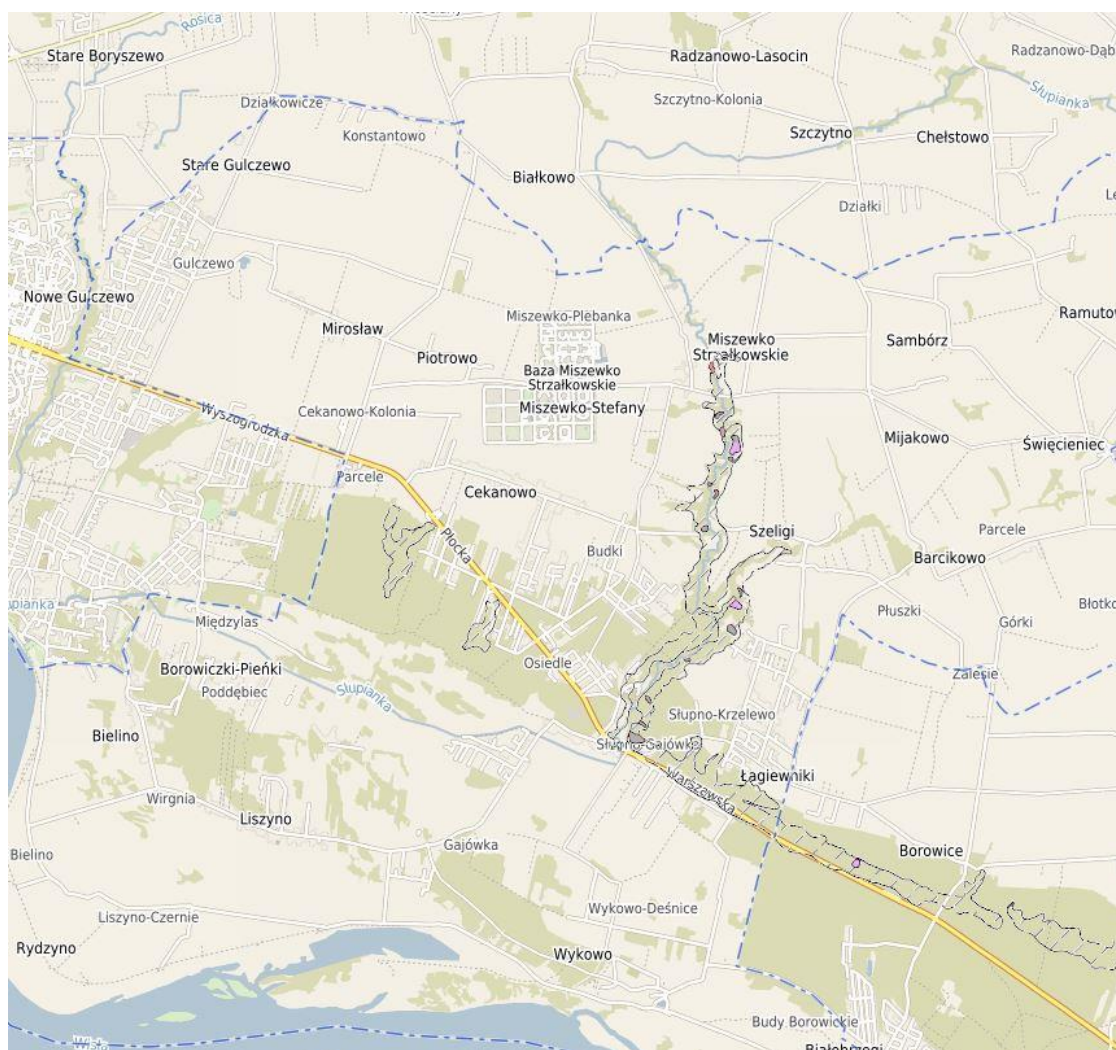 Rosica
Stare Boryszewo
Radzanowo-Lasocin
Radzanowo-Dąb
Działkowicze
Szczytno-Kolonia
Słupianka
Konstantowo
Szczytno
Chełstowo
Stare Gulczewo
Białkowo
Działki
Le
Gulczewo
Nowe Gulczewo
Miszewko-Plebanka
Ramutow
Mirosław
Miszewko
Strzałkowskie
Sambórz
Piotrowo
Baza Miszewko
Strzałkowskie
Wyszogrodzka
Cekanowo-Kolonia
Miszewko-Stefany
Mijakowo
Święcieniec
Parcele
Cekanowo
Płocka
Szeligi
Parcele
Budki
Barcikowo
Słupianka
Międzylas
Płuszki
Górki
Błotko
Osiedle
Borowiczki-Pieńki
Poddębiec
Słupianka
Zalesie
Słupno-Krzelewo
Bielino
Słupno-Gajówka
Łagiewniki
Warszawska
Wirgnia
Liszyno
Gajówka
Borowice
Bielino
Liszyno-Czernie
Wykowo-Deśnice
Rydzyno
Wykowo
Budy Borowickie
Białobrzegi